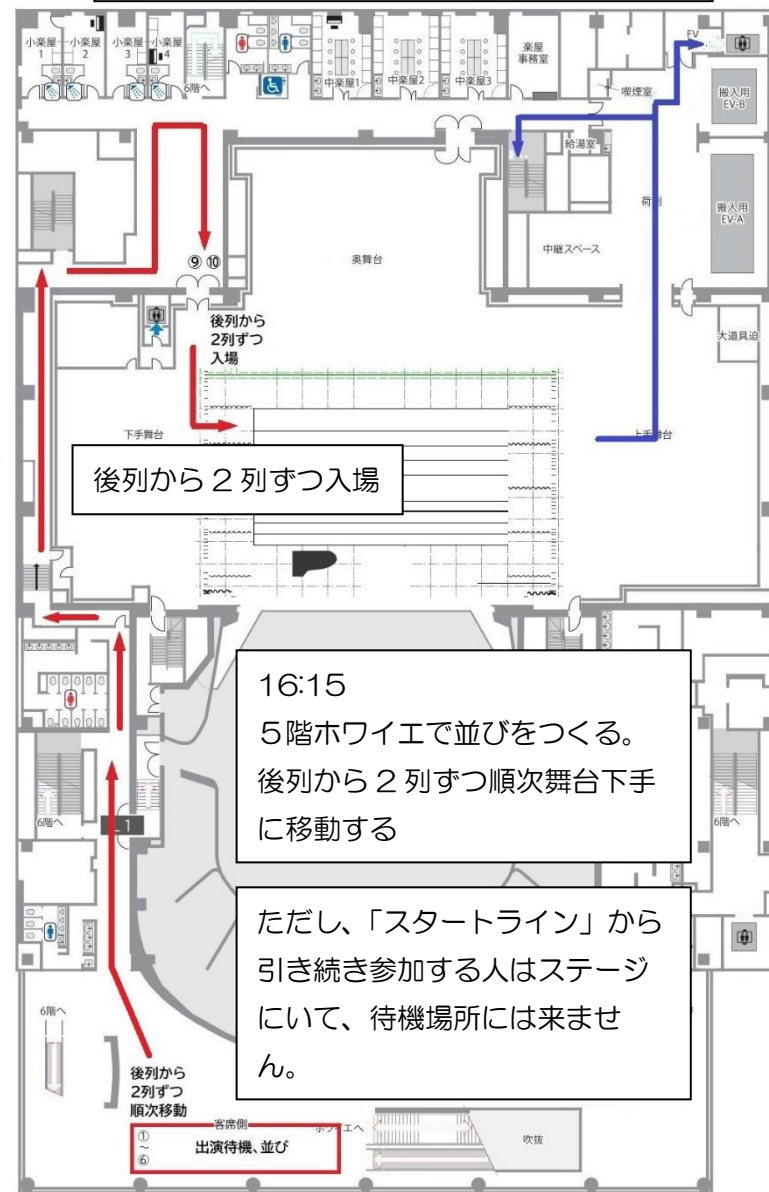 小楽屋
1
小楽屋
2
小楽屋
3
小楽屋
4
6階へ
中楽屋1
中楽屋2
中楽屋3
楽屋
事務室
EV
喫煙室
搬入用
EV-B
給湯室
搬入用
EV-A
中継スペース
奥舞台
⑨ ⑩
後列から
2列ずつ
入場
大道具迫
下手舞台
上手舞台
後列から2列ずつ入場
16:15
5階ホワイエで並びをつくる。
後列から2列ずつ順次舞台下手
に移動する
6階へ
6階へ
ただし、「スタートライン」から
引き続き参加する人はステージ
にいて、待機場所には来ませ
ん。
6階へ
後列から
2列ずつ
順次移動
客席側
①
～
⑥
出演待機、並び
ホワイエへ
吹抜